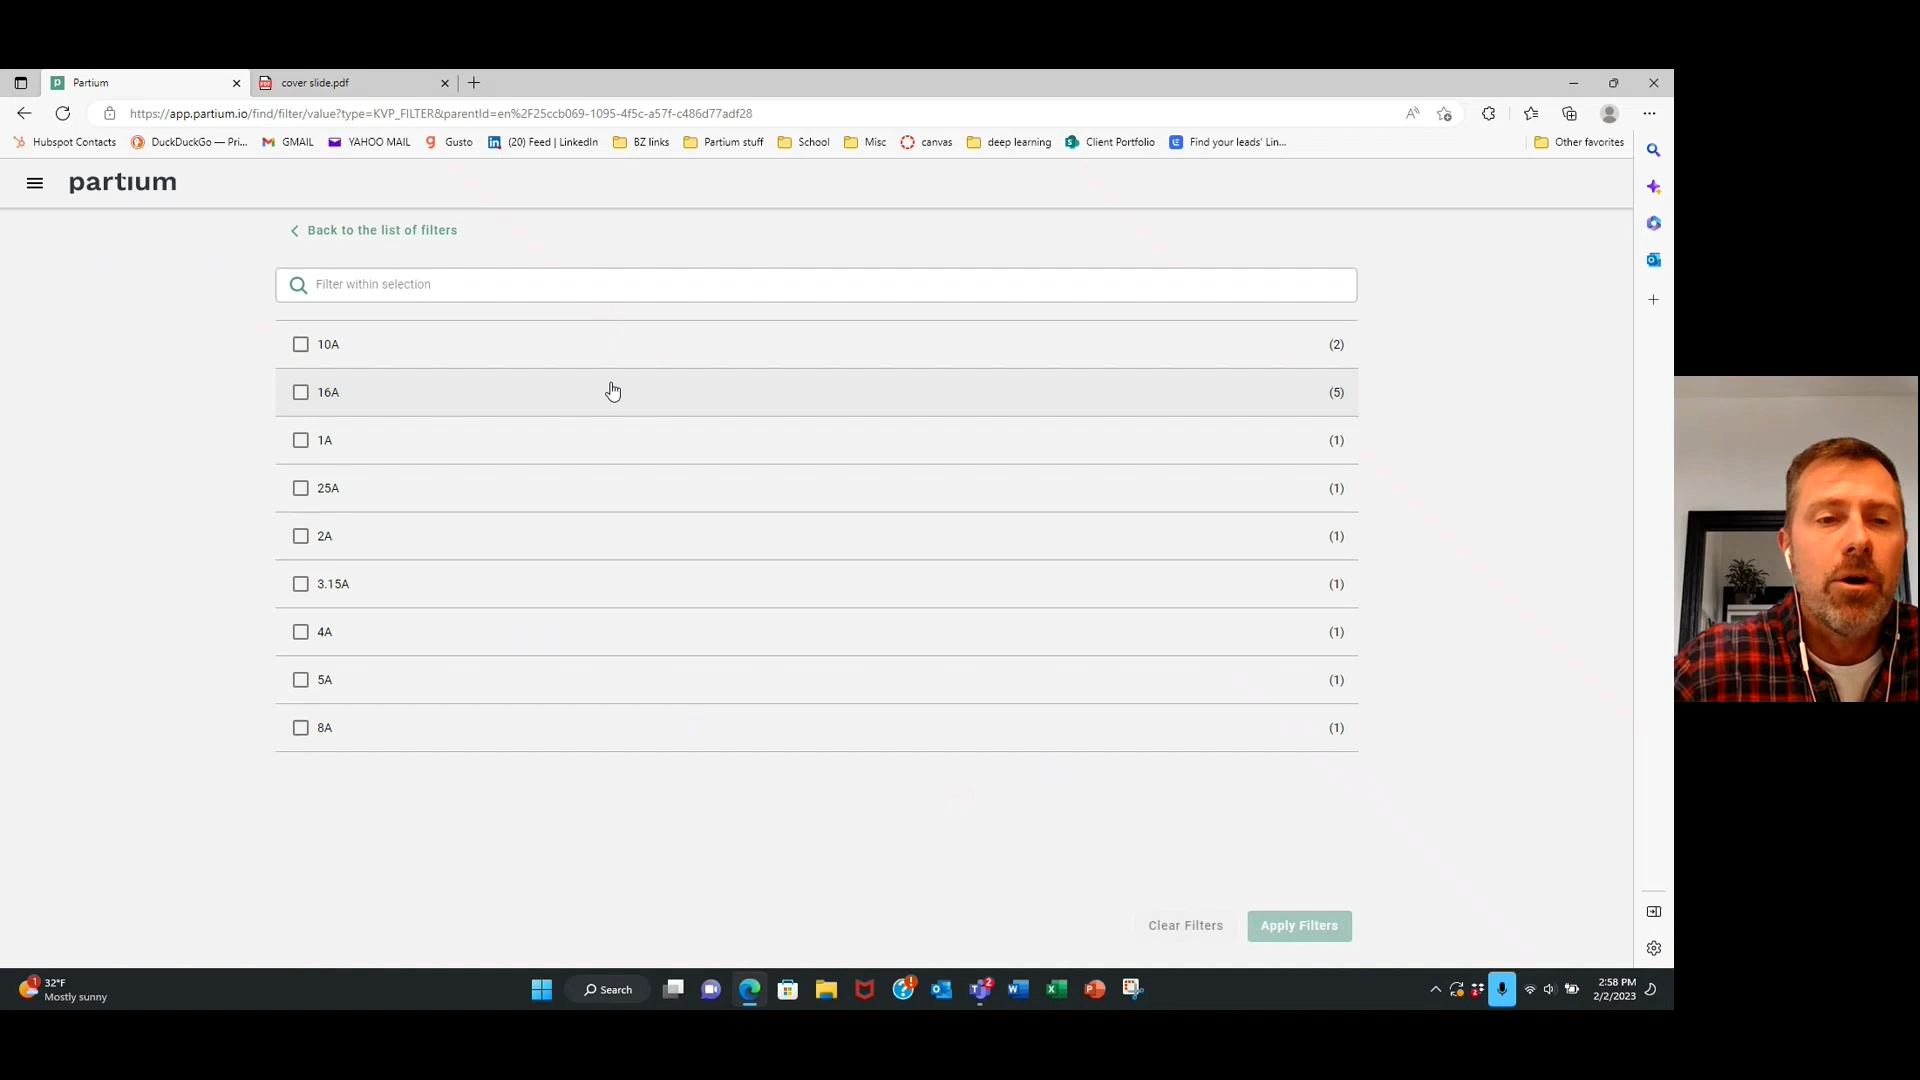 Partium
cover slide.pdf
https://app.partium.io/find/filter/value?type=KVP_FILTER&parentId=en%2F25ccb069-1095-4f5c-a57f-c486d77adf28
Hubspot Contacts
DuckDuckGo — Pri...
GMAIL
YAHOO MAIL
Gusto
(20) Feed | LinkedIn
BZ links
Partium stuff
School
Misc
canvas
deep learning
Client Portfolio
Find your leads' Lin...
Other favorites
partium
Back to the list of filters
Filter within selection
10A (2)
16A (5)
1A (1)
25A (1)
2A (1)
3.15A (1)
4A (1)
5A (1)
8A (1)
Clear Filters
Apply Filters
1
32°F
Mostly sunny
Search
2
2:58 PM
2/2/2023